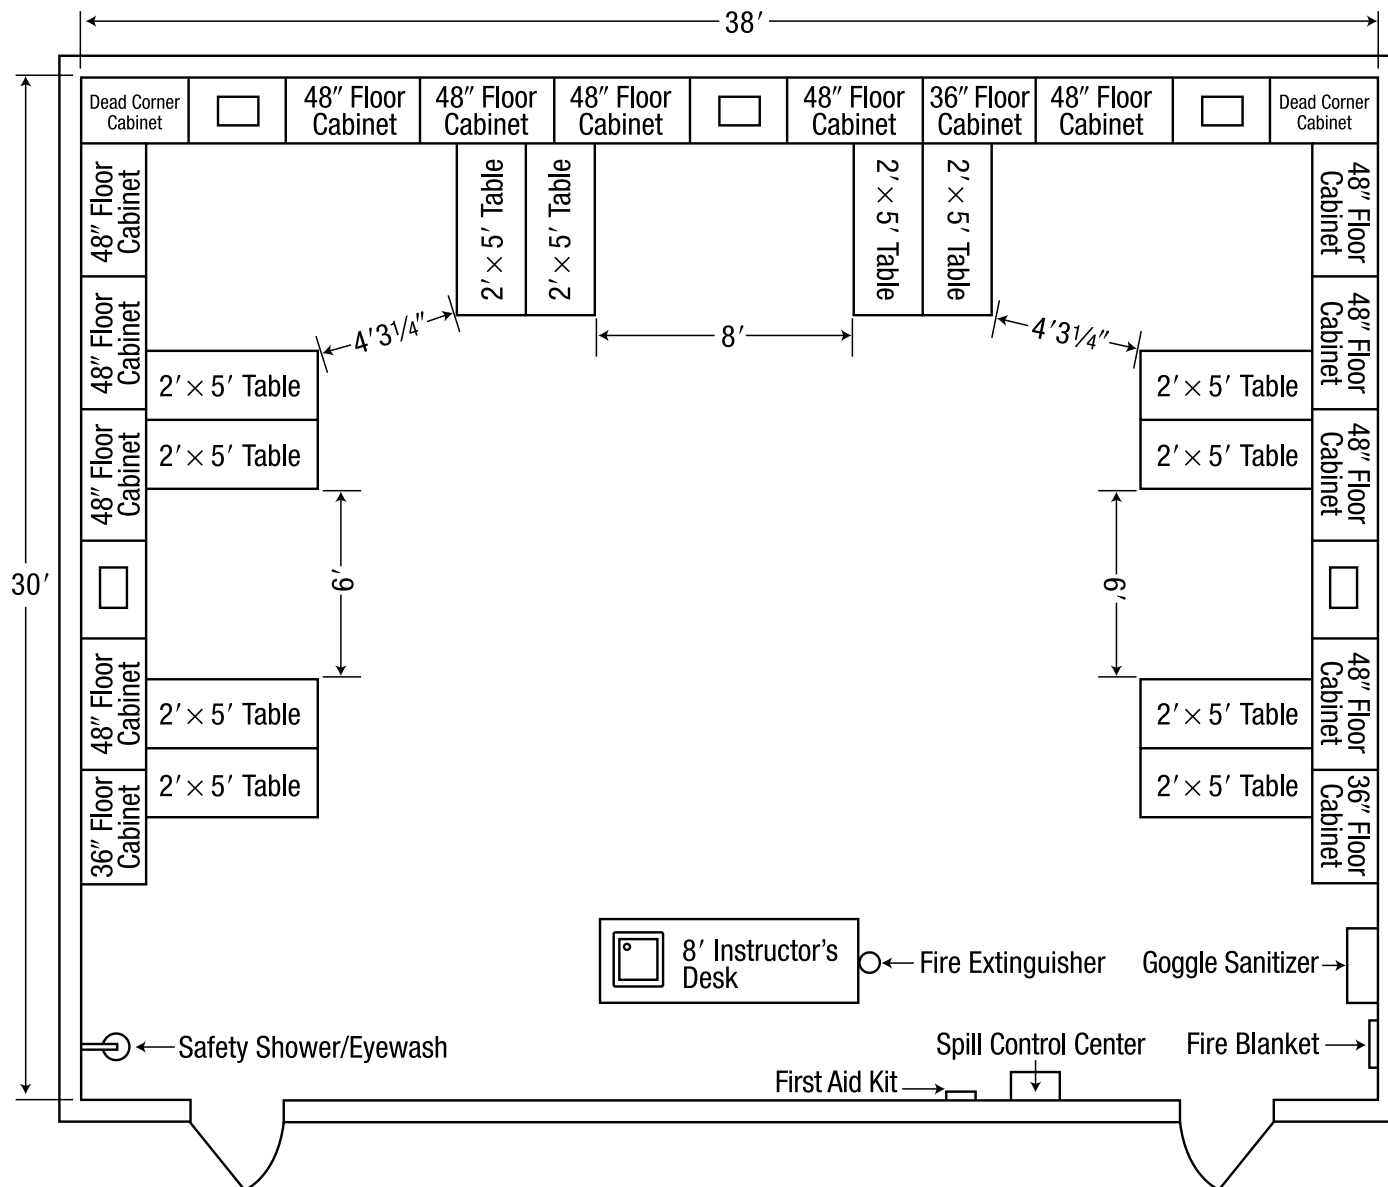 38′
Dead Corner
Cabinet
48″ Floor
Cabinet
48″ Floor
Cabinet
48″ Floor
Cabinet
48″ Floor
Cabinet
36″ Floor
Cabinet
48″ Floor
Cabinet
Dead Corner
Cabinet
48″ Floor
Cabinet
2′ × 5′ Table
2′ × 5′ Table
2′ × 5′ Table
2′ × 5′ Table
48″ Floor
Cabinet
48″ Floor
Cabinet
4′3¼″
8′
4′3¼″
48″ Floor
Cabinet
2′ × 5′ Table
2′ × 5′ Table
48″ Floor
Cabinet
2′ × 5′ Table
2′ × 5′ Table
48″ Floor
Cabinet
30′
6′
6′
48″ Floor
Cabinet
2′ × 5′ Table
2′ × 5′ Table
48″ Floor
Cabinet
36″ Floor
Cabinet
2′ × 5′ Table
2′ × 5′ Table
36″ Floor
Cabinet
8′ Instructor's
Desk
Fire Extinguisher
Goggle Sanitizer
Safety Shower/Eyewash
Spill Control Center
Fire Blanket
First Aid Kit